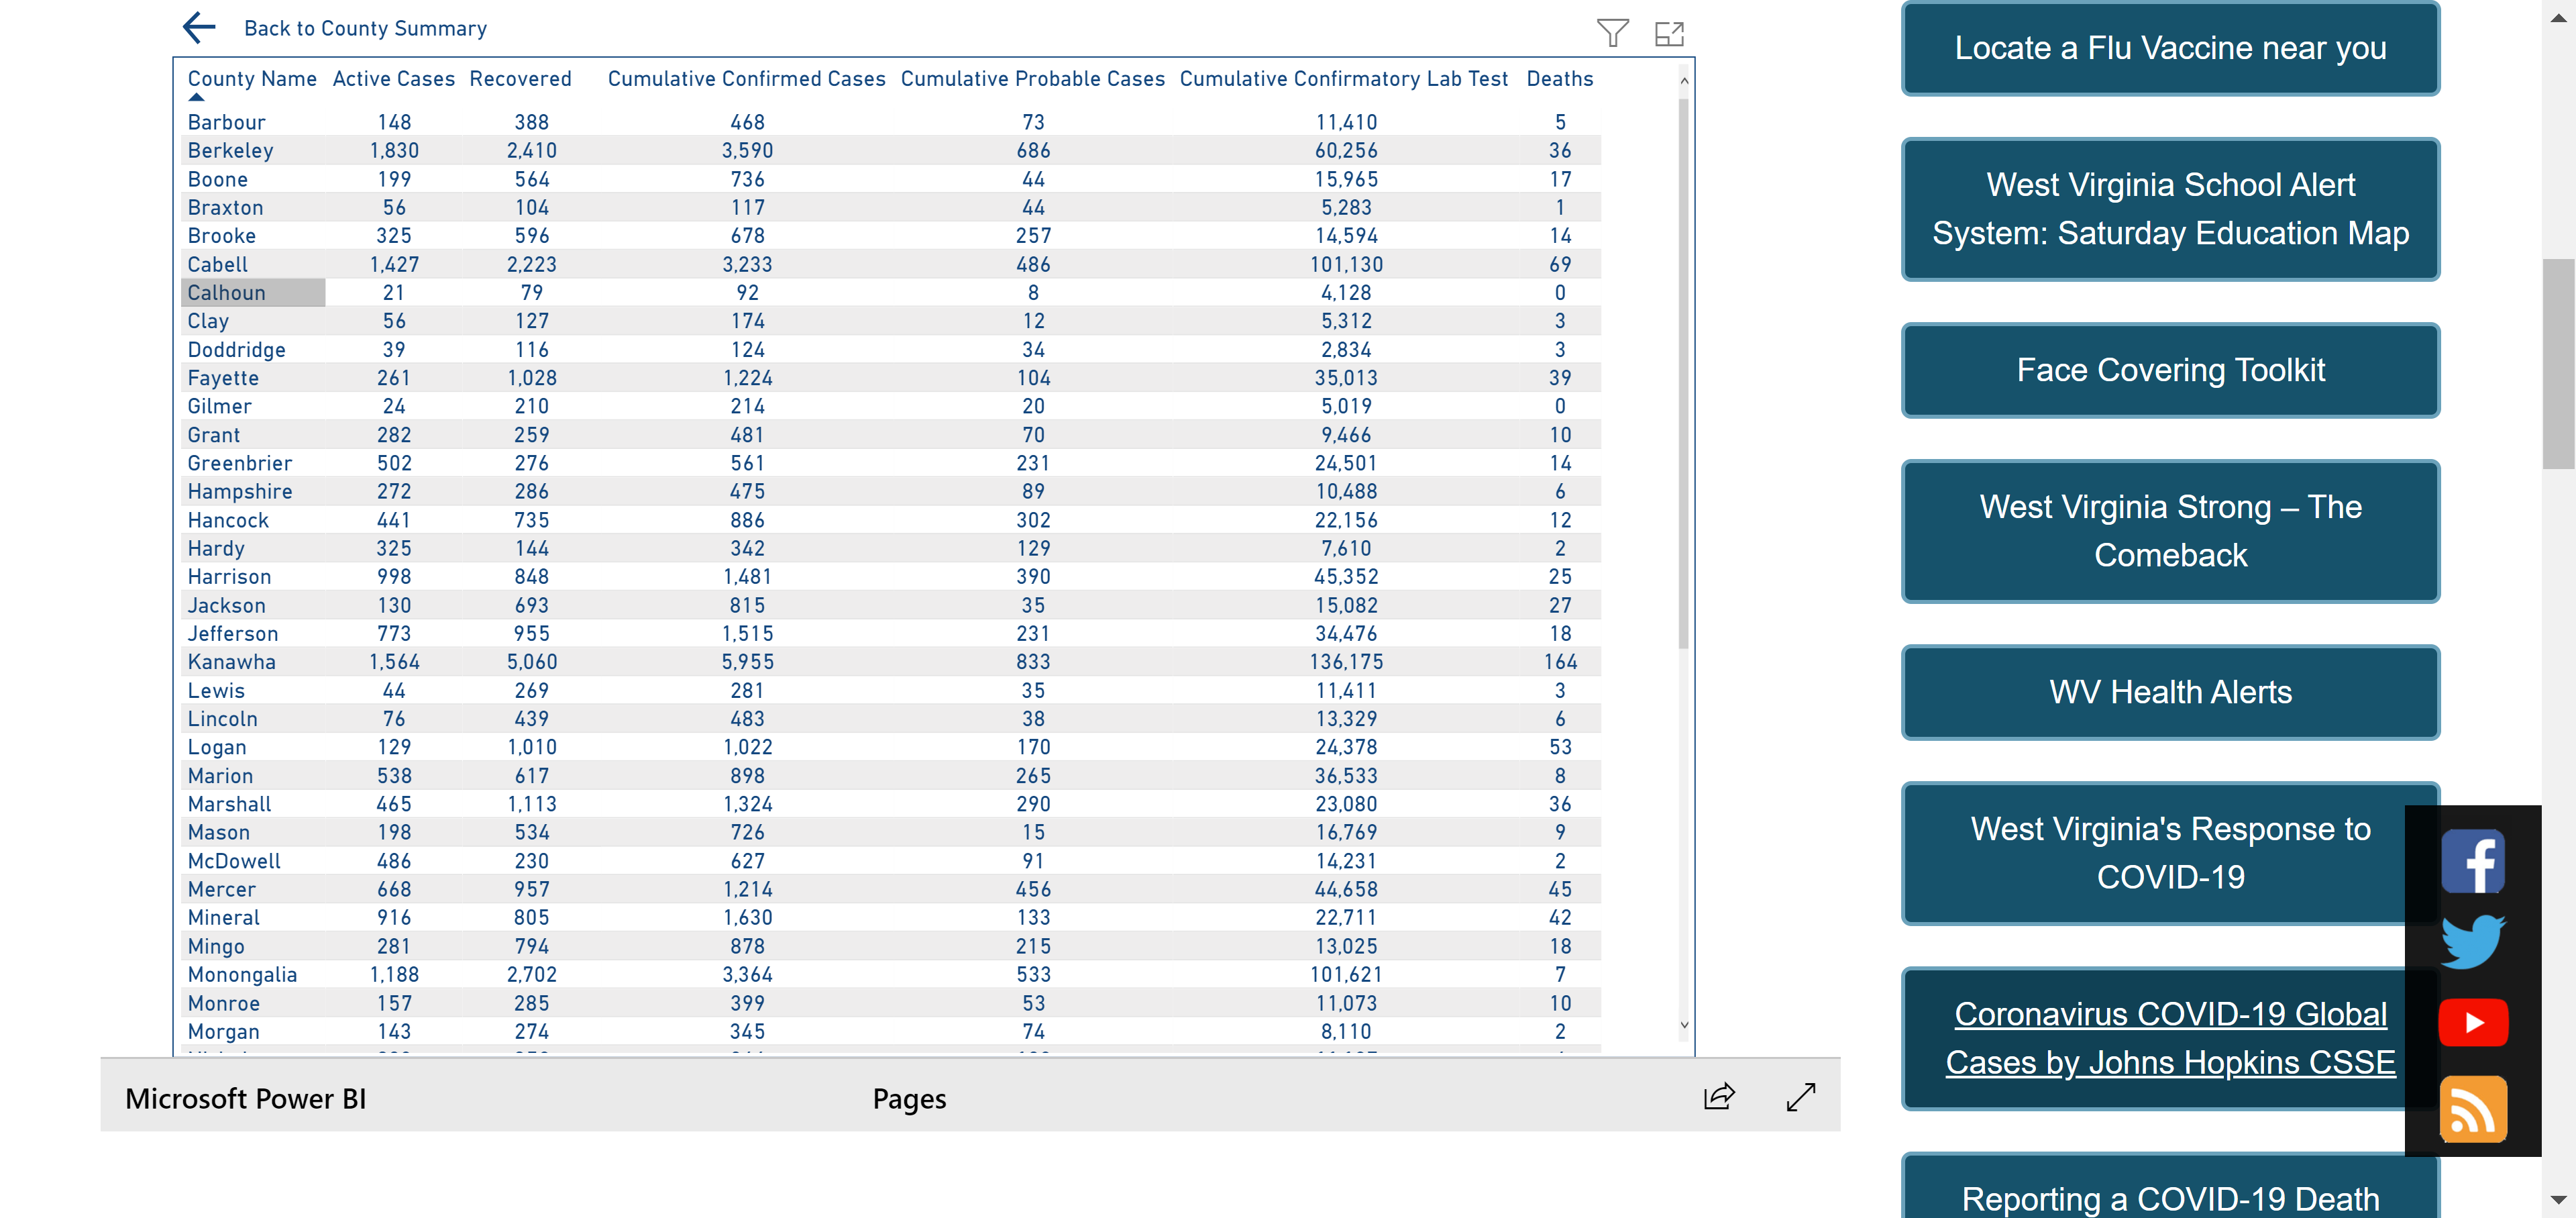 Back to County Summary
County Name Active Cases Recovered Cumulative Confirmed Cases Cumulative Probable Cases Cumulative Confirmatory Lab Test Deaths
Barbour 148 388 468 73 11,410 5
Berkeley 1,830 2,410 3,590 686 60,256 36
Boone 199 564 736 44 15,965 17
Braxton 56 104 117 44 5,283 1
Brooke 325 596 678 257 14,594 14
Cabell 1,427 2,223 3,233 486 101,130 69
Calhoun 21 79 92 8 4,128 0
Clay 56 127 174 12 5,312 3
Doddridge 39 116 124 34 2,834 3
Fayette 261 1,028 1,224 104 35,013 39
Gilmer 24 210 214 20 5,019 0
Grant 282 259 481 70 9,466 10
Greenbrier 502 276 561 231 24,501 14
Hampshire 272 286 475 89 10,488 6
Hancock 441 735 886 302 22,156 12
Hardy 325 144 342 129 7,610 2
Harrison 998 848 1,481 390 45,352 25
Jackson 130 693 815 35 15,082 27
Jefferson 773 955 1,515 231 34,476 18
Kanawha 1,564 5,060 5,955 833 136,175 164
Lewis 44 269 281 35 11,411 3
Lincoln 76 439 483 38 13,329 6
Logan 129 1,010 1,022 170 24,378 53
Marion 538 617 898 265 36,533 8
Marshall 465 1,113 1,324 290 23,080 36
Mason 198 534 726 15 16,769 9
McDowell 486 230 627 91 14,231 2
Mercer 668 957 1,214 456 44,658 45
Mineral 916 805 1,630 133 22,711 42
Mingo 281 794 878 215 13,025 18
Monongalia 1,188 2,702 3,364 533 101,621 7
Monroe 157 285 399 53 11,073 10
Morgan 143 274 345 74 8,110 2
Microsoft Power BI
Pages
Locate a Flu Vaccine near you
West Virginia School Alert
System: Saturday Education Map
Face Covering Toolkit
West Virginia Strong – The
Comeback
WV Health Alerts
West Virginia's Response to
COVID-19
Coronavirus COVID-19 Global
Cases by Johns Hopkins CSSE
Reporting a COVID-19 Death